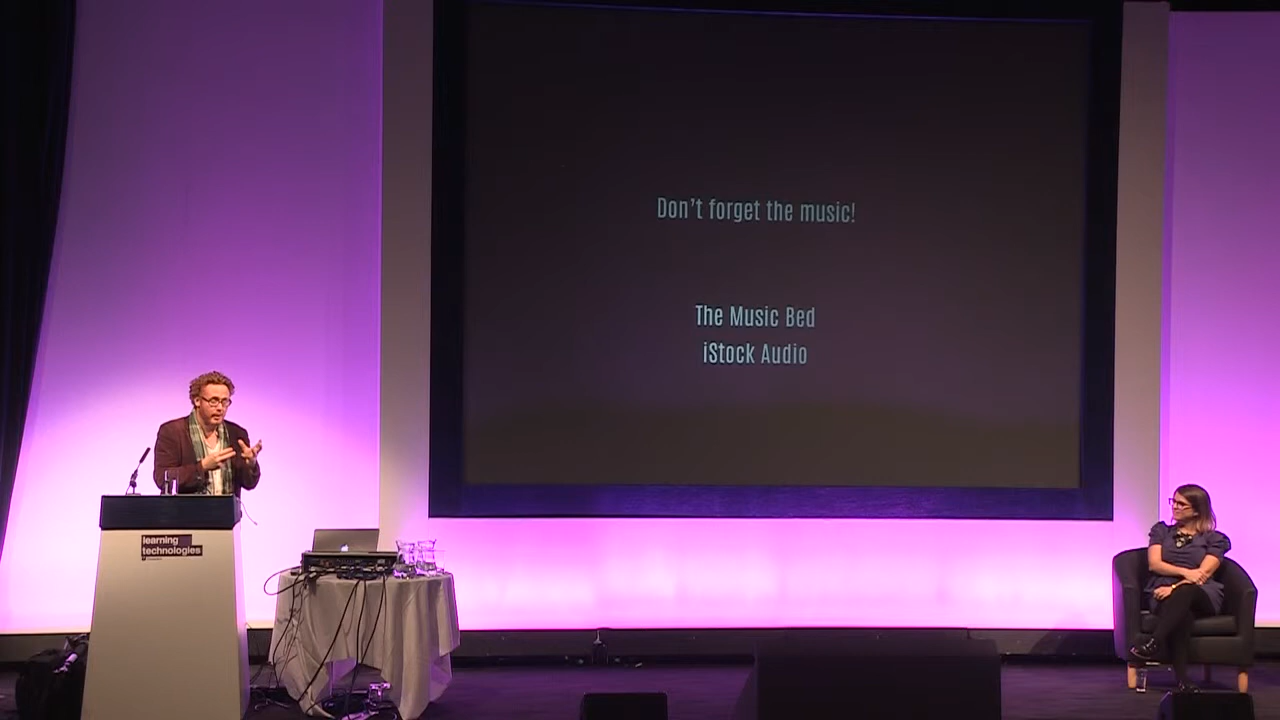 Don't forget the music!
The Music Bed
iStock Audio
learning
technologies